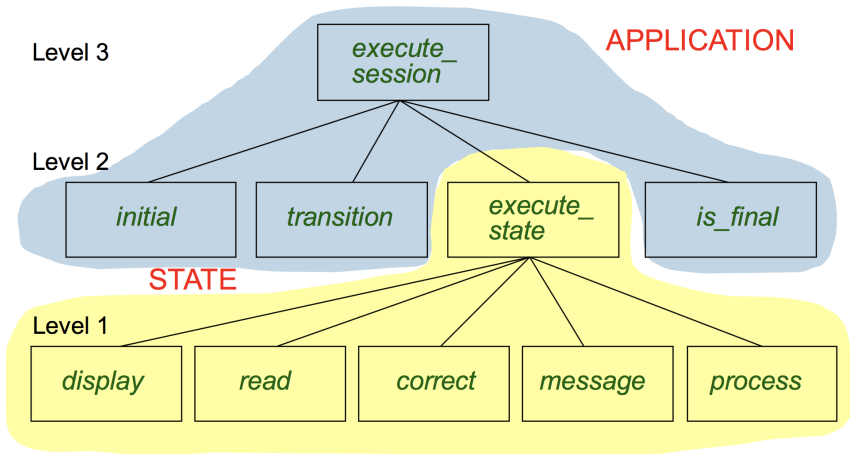 Level 3
execute_
session
APPLICATION
Level 2
initial
transition
execute_
state
is_final
STATE
Level 1
display
read
correct
message
process